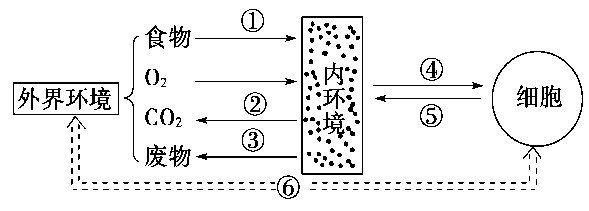 外界环境
食物
O₂
CO₂
废物
①
②
③
内环境
④
⑤
细胞
⑥